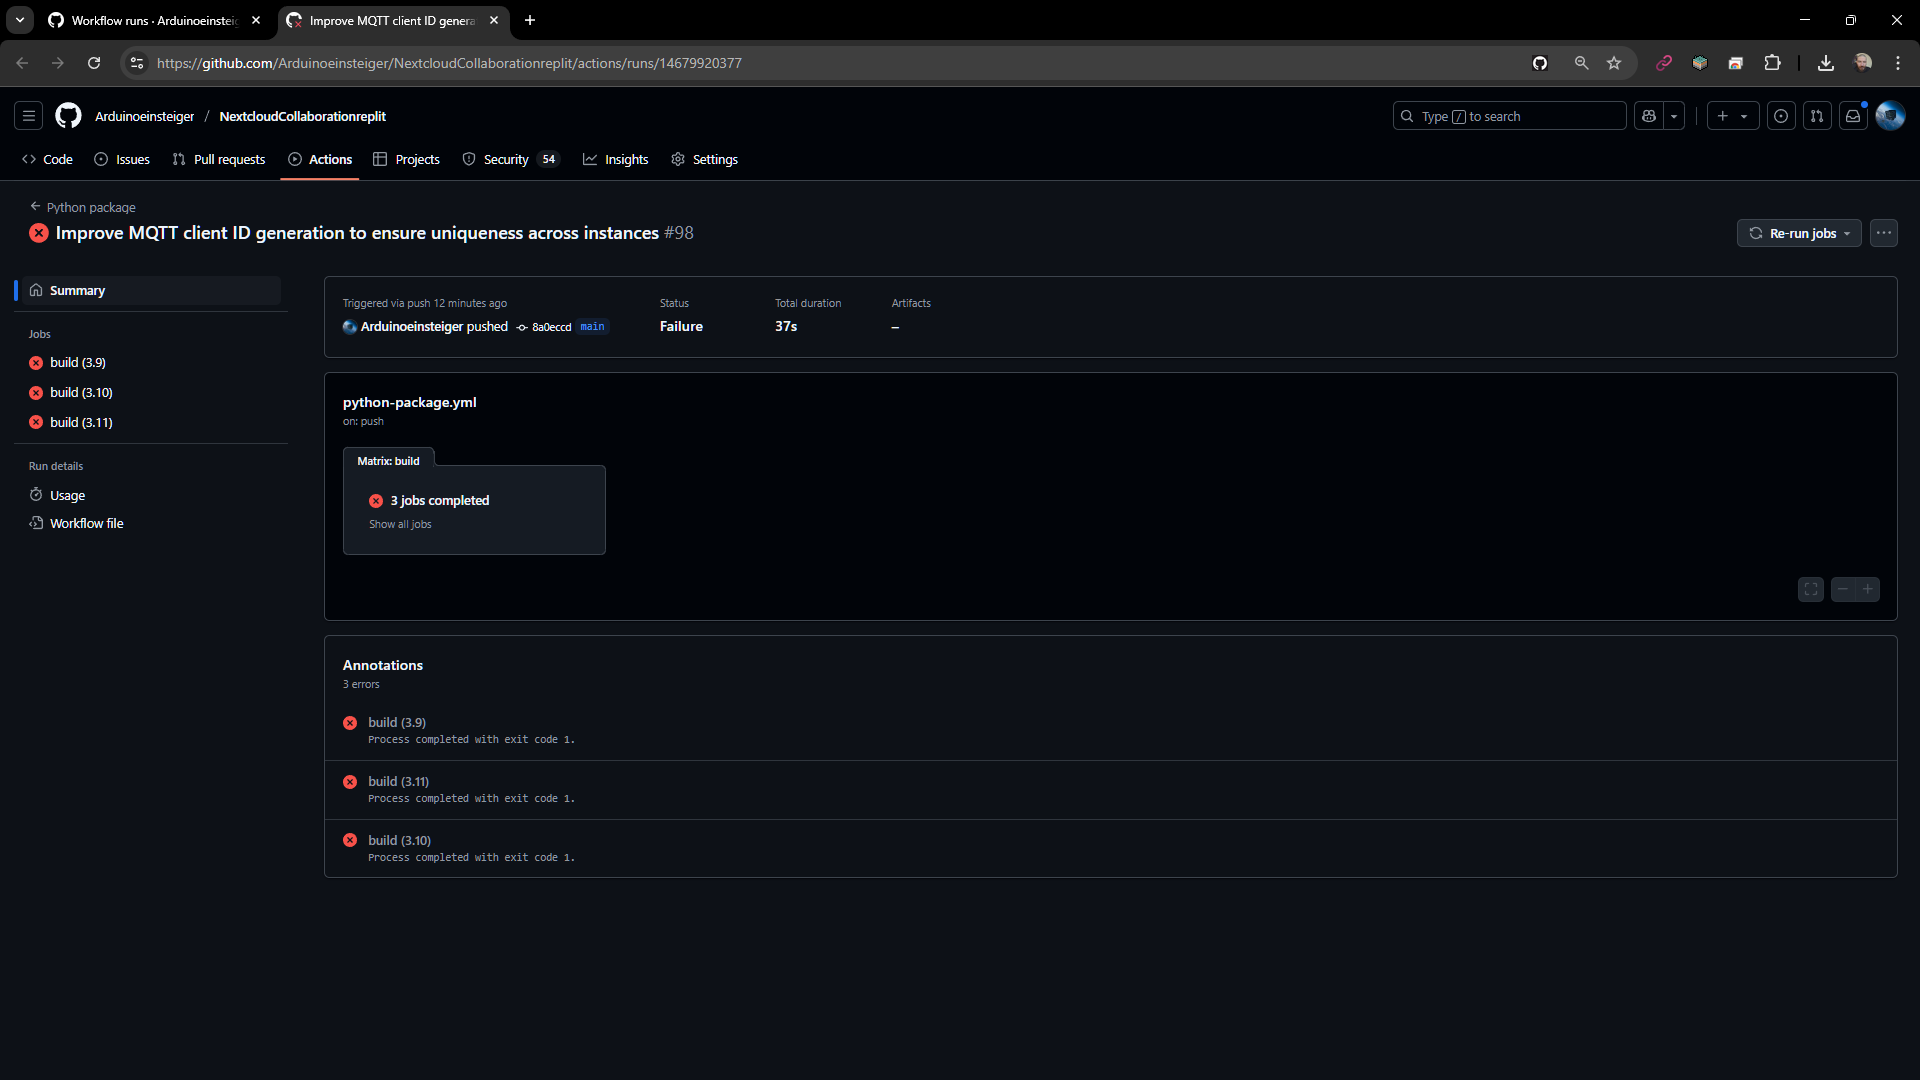 Workflow runs · Arduinoeinsteig
Improve MQTT client ID genera
https://github.com/Arduinoeinsteiger/NextcloudCollaborationreplit/actions/runs/14679920377
Arduinoeinsteiger / NextcloudCollaborationreplit
Type / to search
Code
Issues
Pull requests
Actions
Projects
Security 54
Insights
Settings
Python package
Improve MQTT client ID generation to ensure uniqueness across instances #98
Re-run jobs
Summary
Jobs
build (3.9)
build (3.10)
build (3.11)
Run details
Usage
Workflow file
Triggered via push 12 minutes ago
Arduinoeinsteiger pushed 8a0eccd main
Status
Failure
Total duration
37s
Artifacts
–
python-package.yml
on: push
Matrix: build
3 jobs completed
Show all jobs
Annotations
3 errors
build (3.9)
Process completed with exit code 1.
build (3.11)
Process completed with exit code 1.
build (3.10)
Process completed with exit code 1.